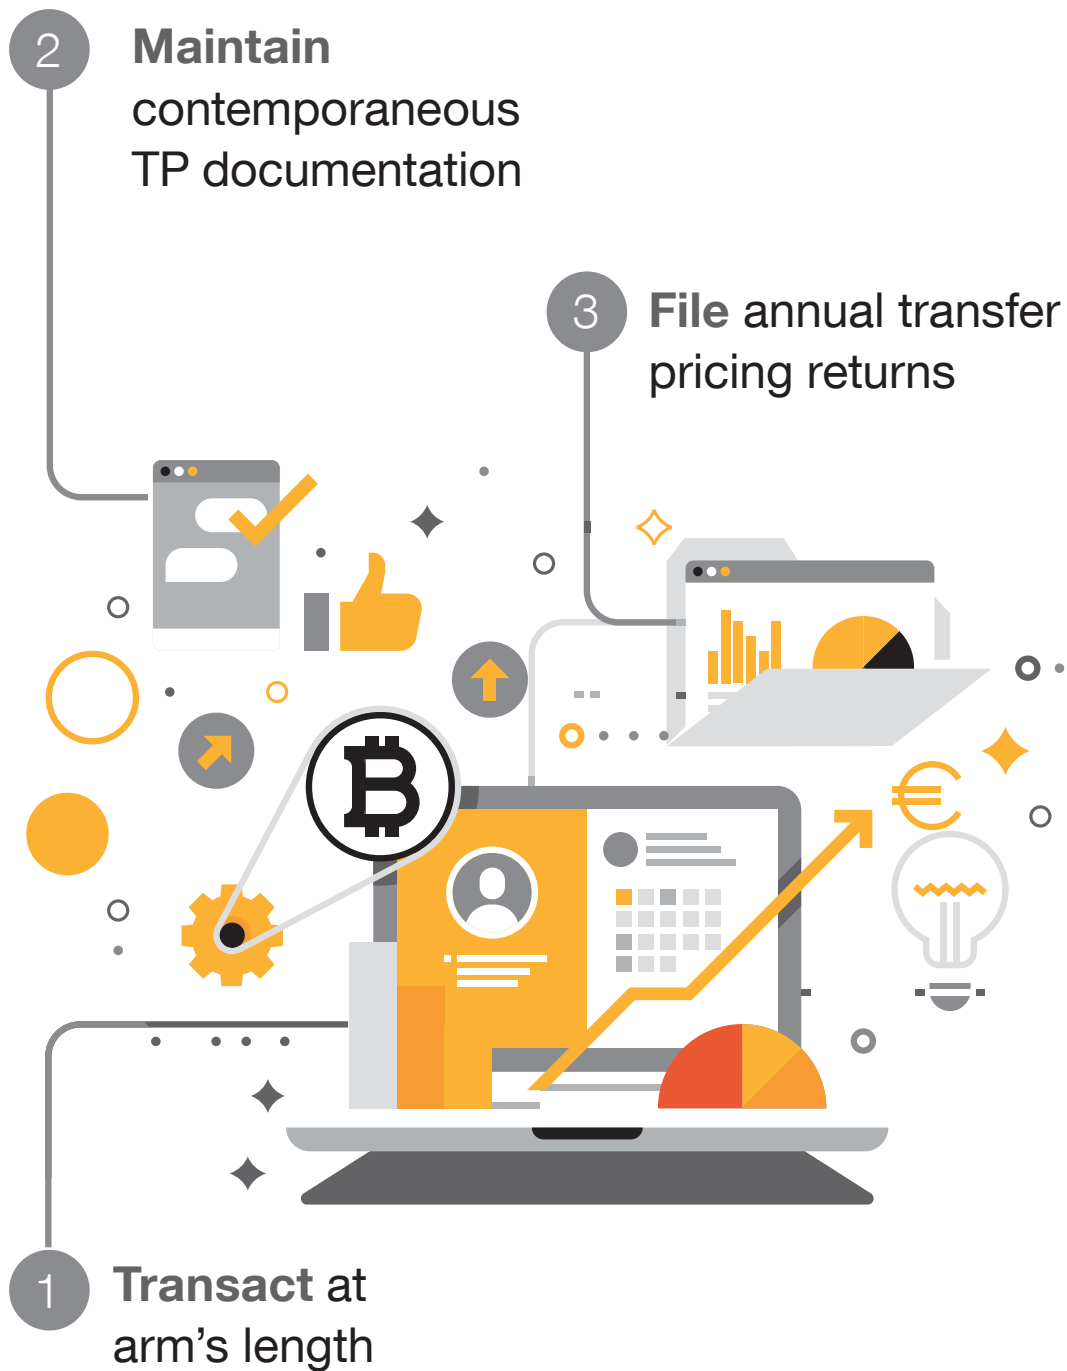 2
Maintain
contemporaneous
TP documentation
3
File annual transfer
pricing returns
1
Transact at
arm's length